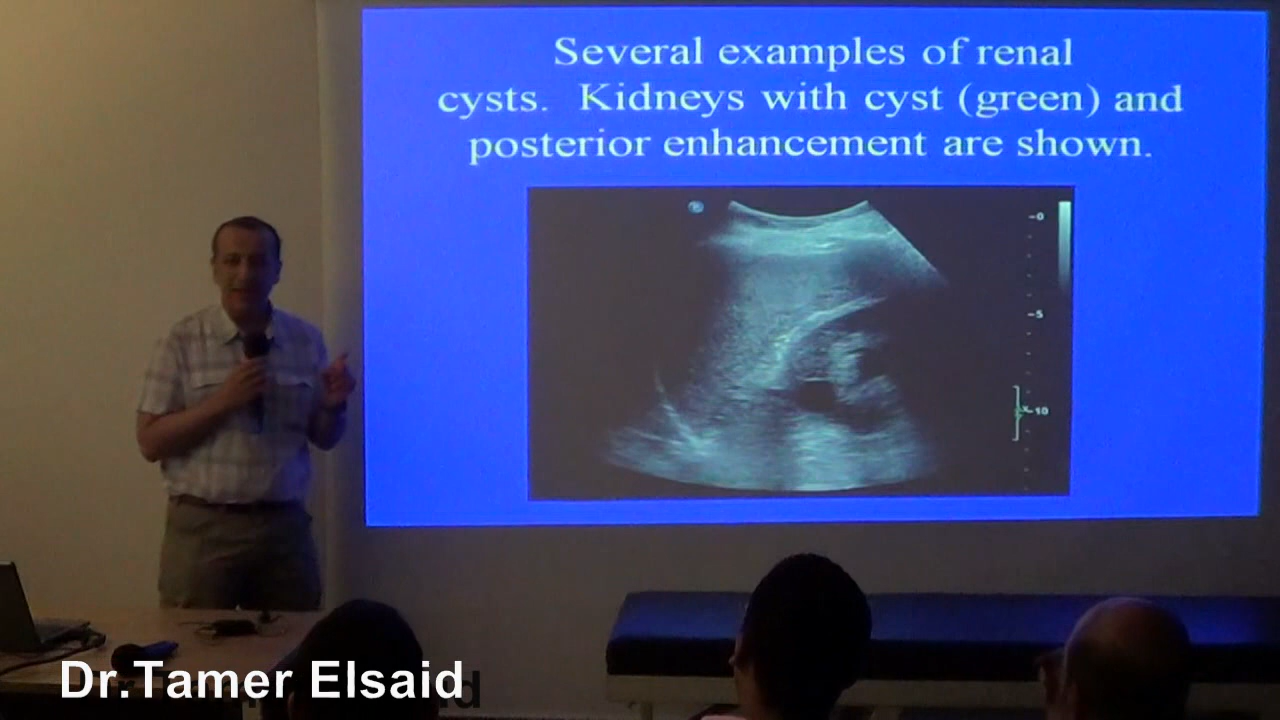 Several examples of renal
cysts. Kidneys with cyst (green) and
posterior enhancement are shown.
-0
-5
-10
Dr.Tamer Elsaid